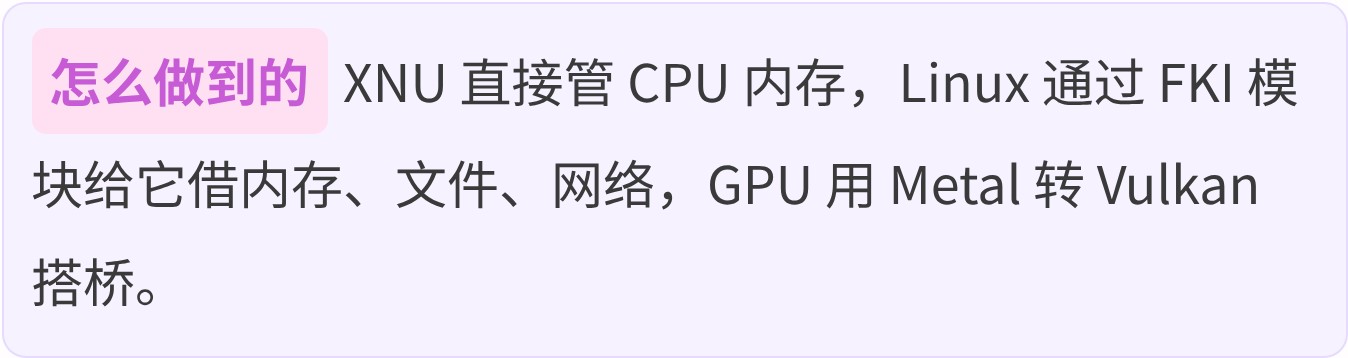 怎么做到的 XNU 直接管 CPU 内存，Linux 通过 FKI 模
块给它借内存、文件、网络，GPU 用 Metal 转 Vulkan
搭桥。